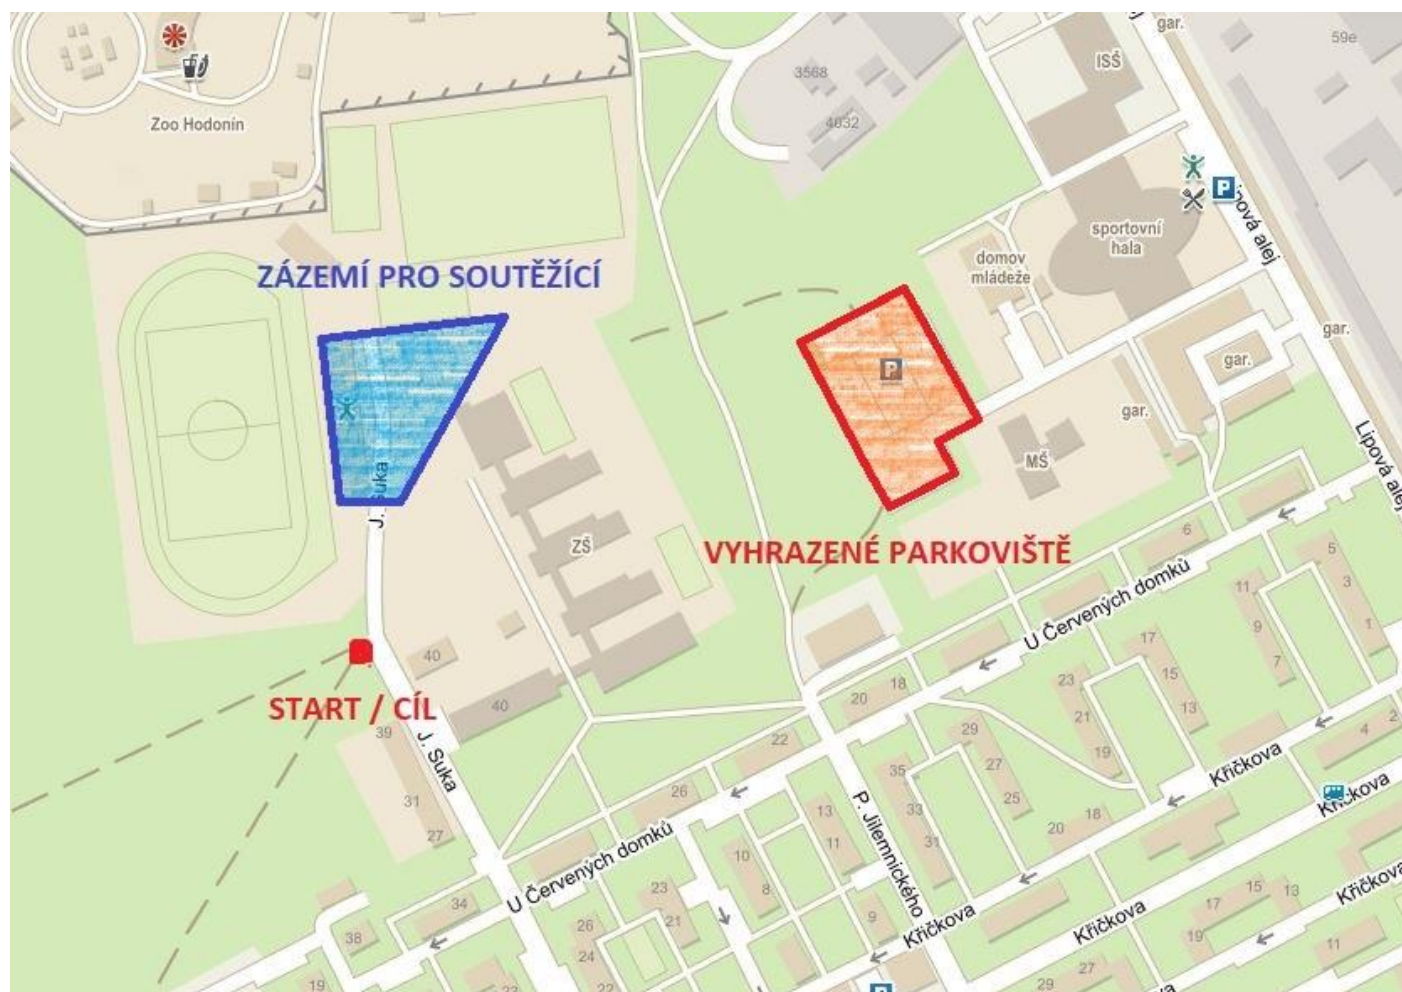 gar.
59e
ISŠ
3568
4032
Zoo Hodonín
P
Lipová alej
sportovní
hala
domov
mládeže
ZÁZEMÍ PRO SOUTĚŽÍCÍ
gar.
gar.
P
gar.
MŠ
Lipová alej
J. Suka
ZŠ
VYHRAZENÉ PARKOVIŠTĚ
6
5
3
1
U Červených domků
11
9
7
17
15
13
40
START / CÍL
40
39
J. Suka
31
27
20
18
23
21
19
22
29
27
25
35
33
31
2
4
Křičkova
Křičkova
26
P. Jilemnického
13
11
20
18
10
8
U Červených domků
23
21
34
38
26
24
22
19
23
9
Křičkova
Křičkova
15
13
17
19
Křičkova
11
27
29
P